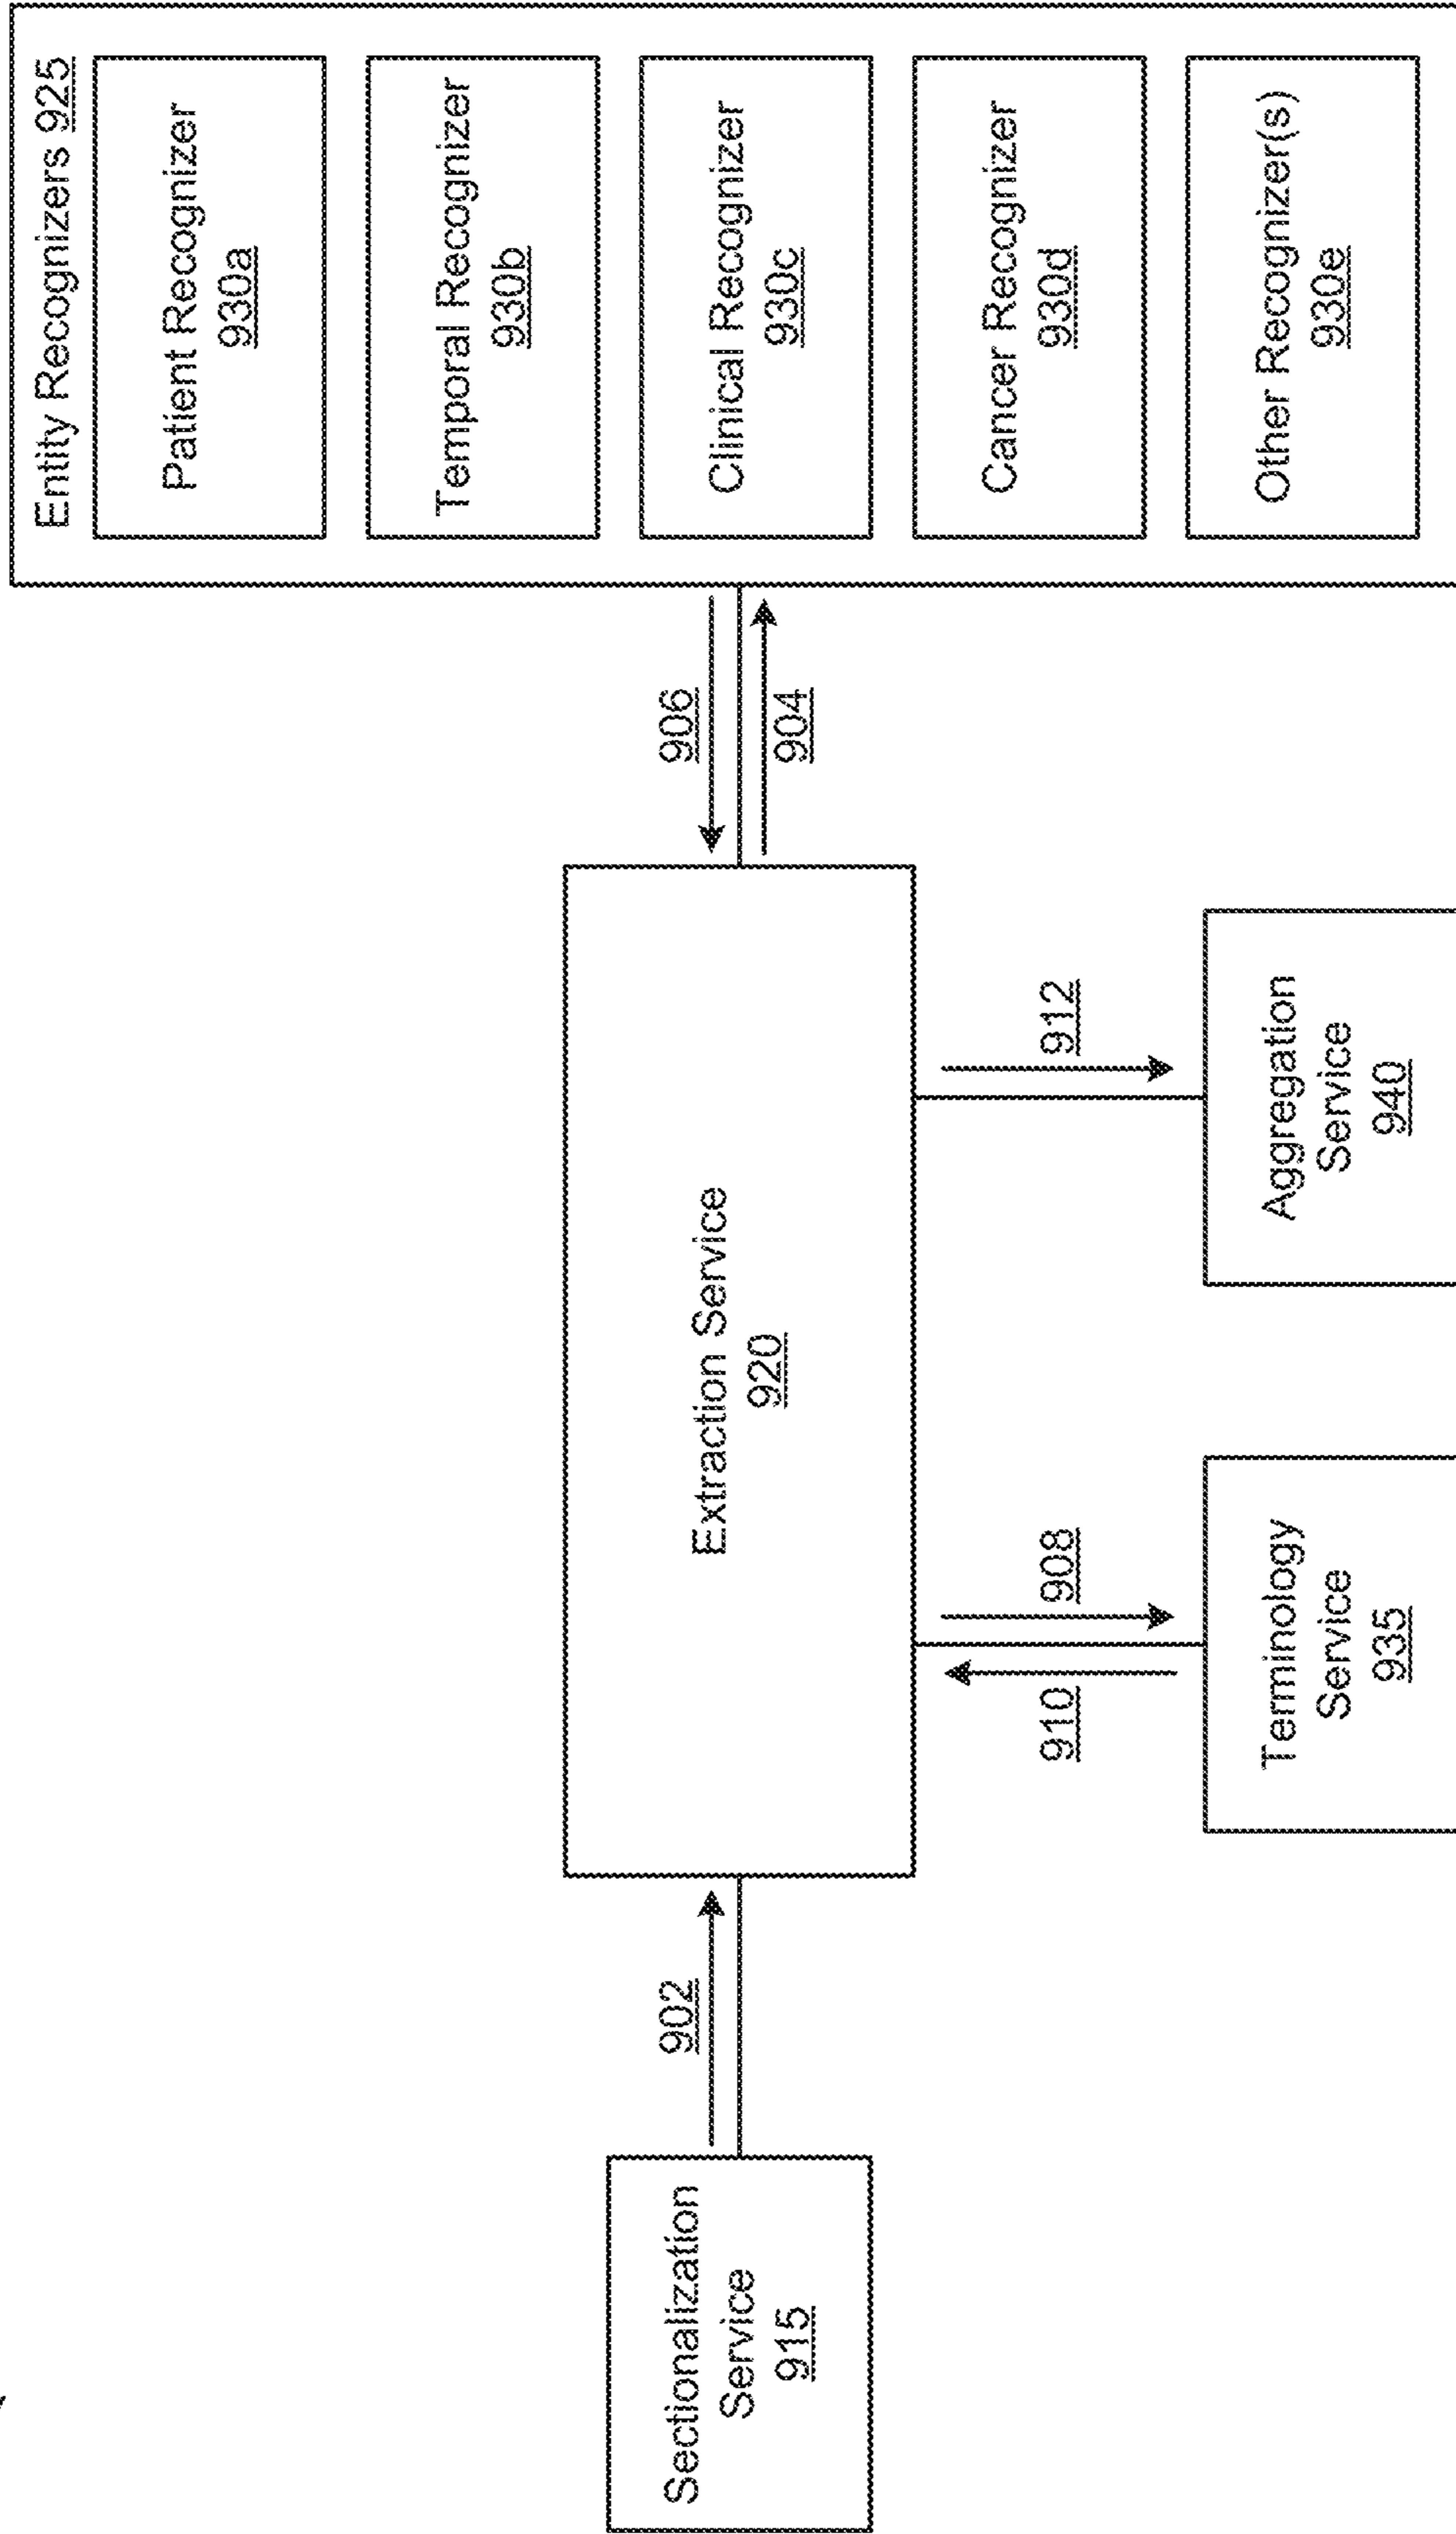 Sectionalization
Service
915
902
Extraction Service
920
906
904
Entity Recognizers 925
Patient Recognizer
930a
Temporal Recognizer
930b
Clinical Recognizer
930c
Cancer Recognizer
930d
Other Recognizer(s)
930e
910
908
912
Terminology
Service
935
Aggregation
Service
940